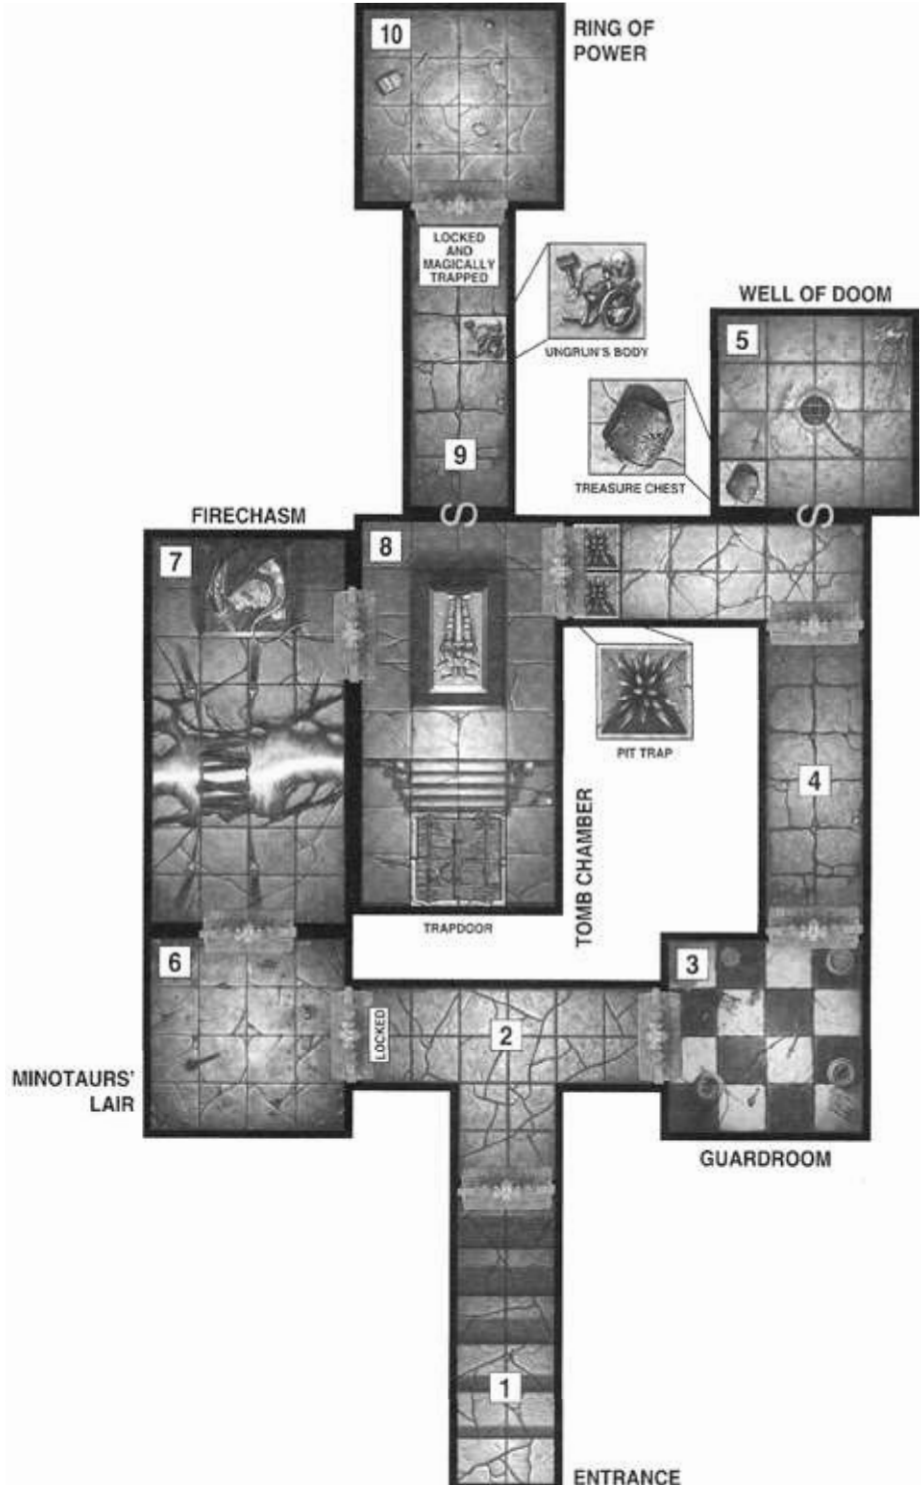 10
RING OF
POWER
LOCKED
AND
MAGICALLY
TRAPPED
UNGRUN'S BODY
WELL OF DOOM
5
9
TREASURE CHEST
S
S
FIRECHASM
7
8
PIT TRAP
4
TOMB CHAMBER
TRAPDOOR
6
3
LOCKED
2
MINOTAURS'
LAIR
GUARDROOM
1
ENTRANCE